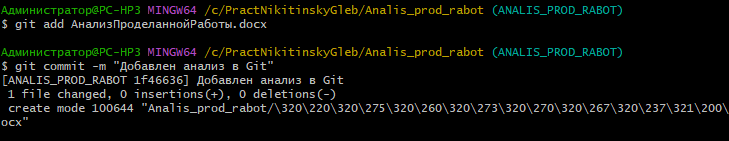 Администратор@PC-HP3 MINGW64 /c/PractNikitinskyGleb/Analis_prod_rabot (ANALIS_PROD_RABOT)
$ git add АнализПроделаннойРаботы.docx
Администратор@PC-HP3 MINGW64 /c/PractNikitinskyGleb/Analis_prod_rabot (ANALIS_PROD_RABOT)
$ git commit -m "Добавлен анализ в Git"
[ANALIS_PROD_RABOT 1f46636] Добавлен анализ в Git
1 file changed, 0 insertions(+), 0 deletions(-)
create mode 100644 "Analis_prod_rabot/\320\220\320\275\320\260\320\273\320\270\320\267\320\237\321\200\
ocx"